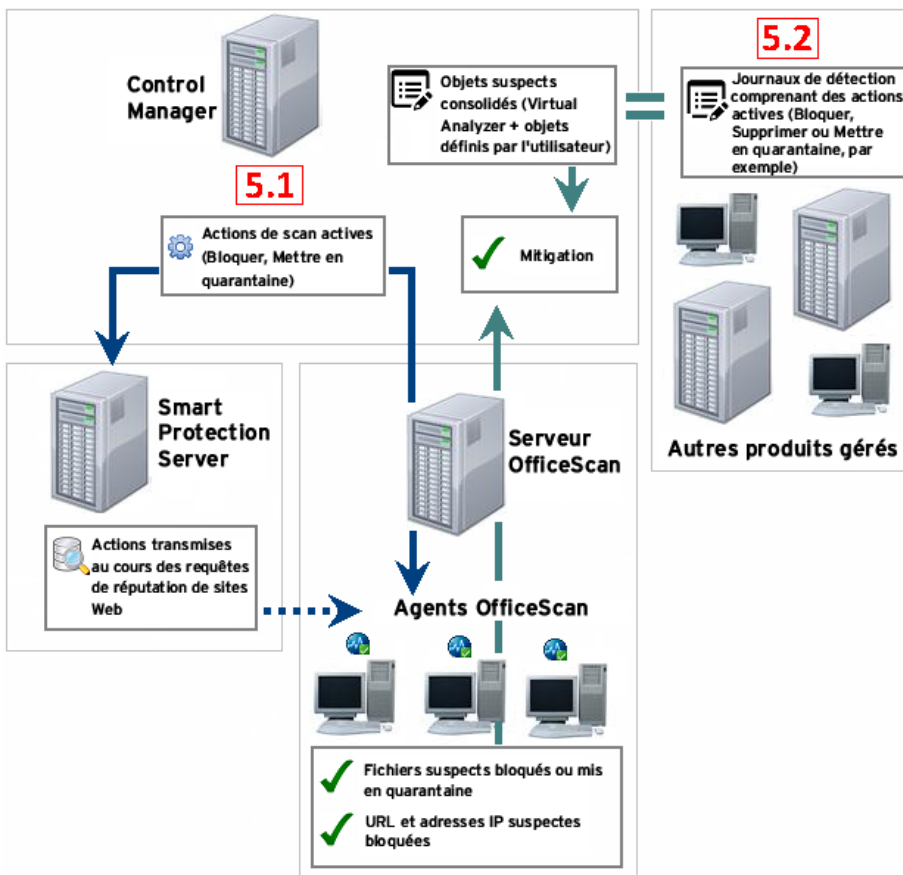 Control
Manager
5.1
Objets suspects
consolidés (Virtual
Analyzer + objets
définis par l'utilisateur)
5.2
Journaux de détection
comprenant des actions
actives (Bloquer,
Supprimer ou Mettre
en quarantaine, par
exemple)
Actions de scan actives
(Bloquer, Mettre en
quarantaine)
Mitigation
Autres produits gérés
Smart
Protection
Server
Serveur
OfficeScan
Actions transmises
au cours des requêtes
de réputation de sites
Web
Agents OfficeScan
Fichiers suspects bloqués ou mis
en quarantaine
URL et adresses IP suspectes
bloquées